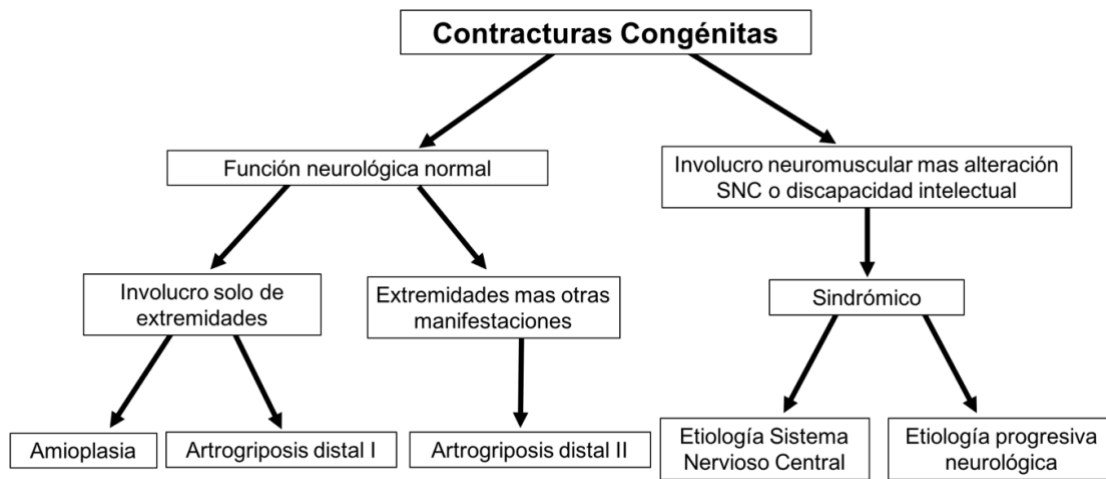 Contracturas Congénitas
Función neurológica normal
Involucro neuromuscular mas alteración
SNC o discapacidad intelectual
Involucro solo de
extremidades
Extremidades mas otras
manifestaciones
Sindrómico
Amioplasia
Artrogriposis distal I
Artrogriposis distal II
Etiología Sistema
Nervioso Central
Etiología progresiva
neurológica